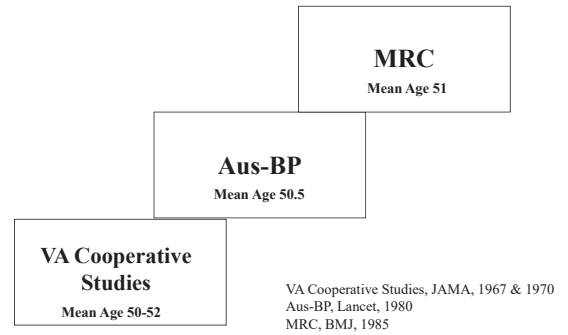 MRC
Mean Age 51
Aus-BP
Mean Age 50.5
VA Cooperative
Studies
Mean Age 50-52
VA Cooperative Studies, JAMA, 1967 & 1970
Aus-BP, Lancet, 1980
MRC, BMJ, 1985